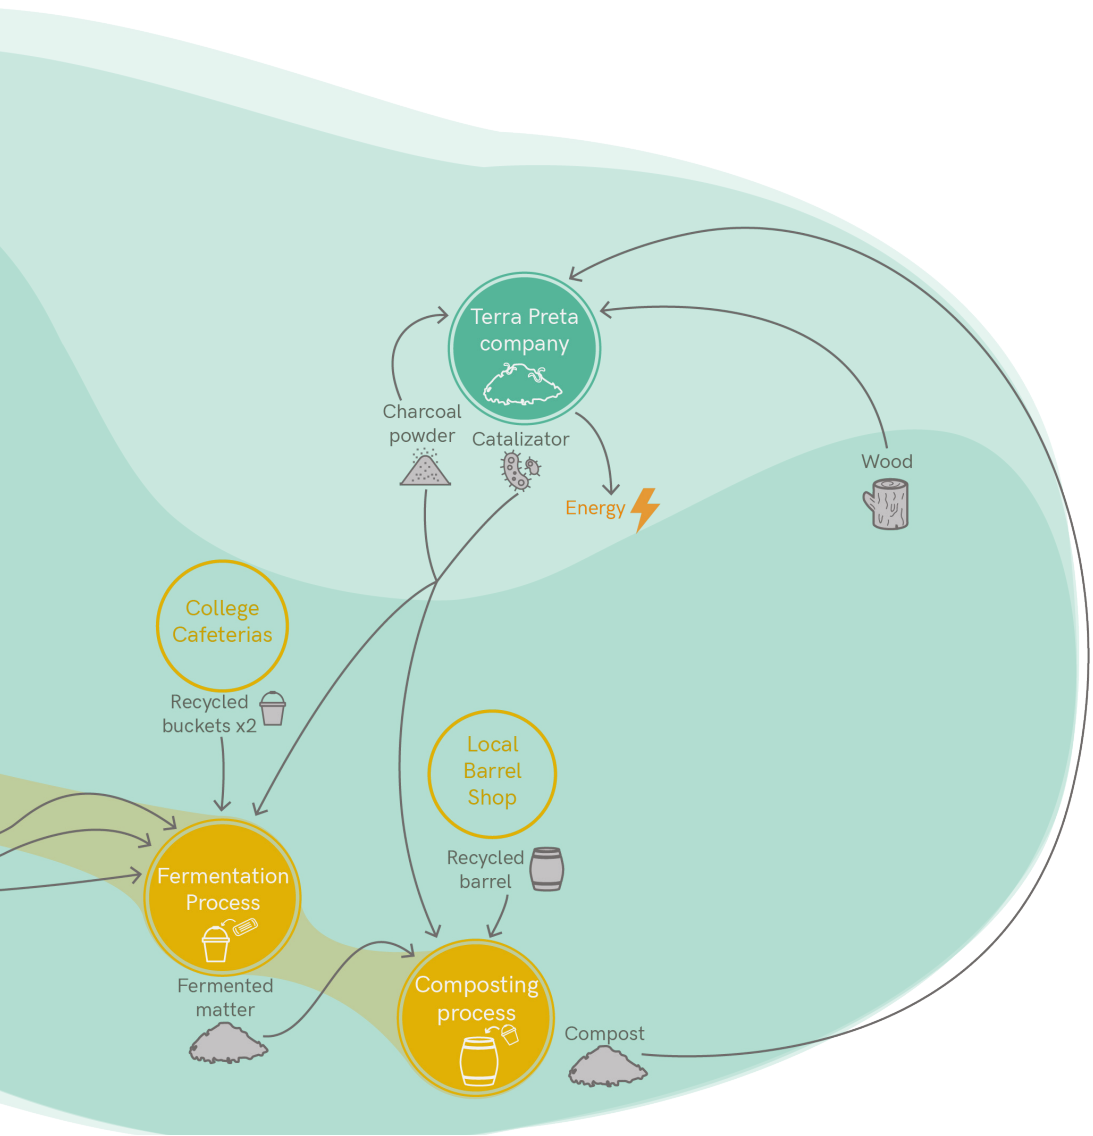 Terra Preta
company
Charcoal
powder
Catalizator
Energy
Wood
College
Cafeterias
Recycled
buckets x2
Local
Barrel
Shop
Recycled
barrel
Fermentation
Process
Fermented
matter
Composting
process
Compost